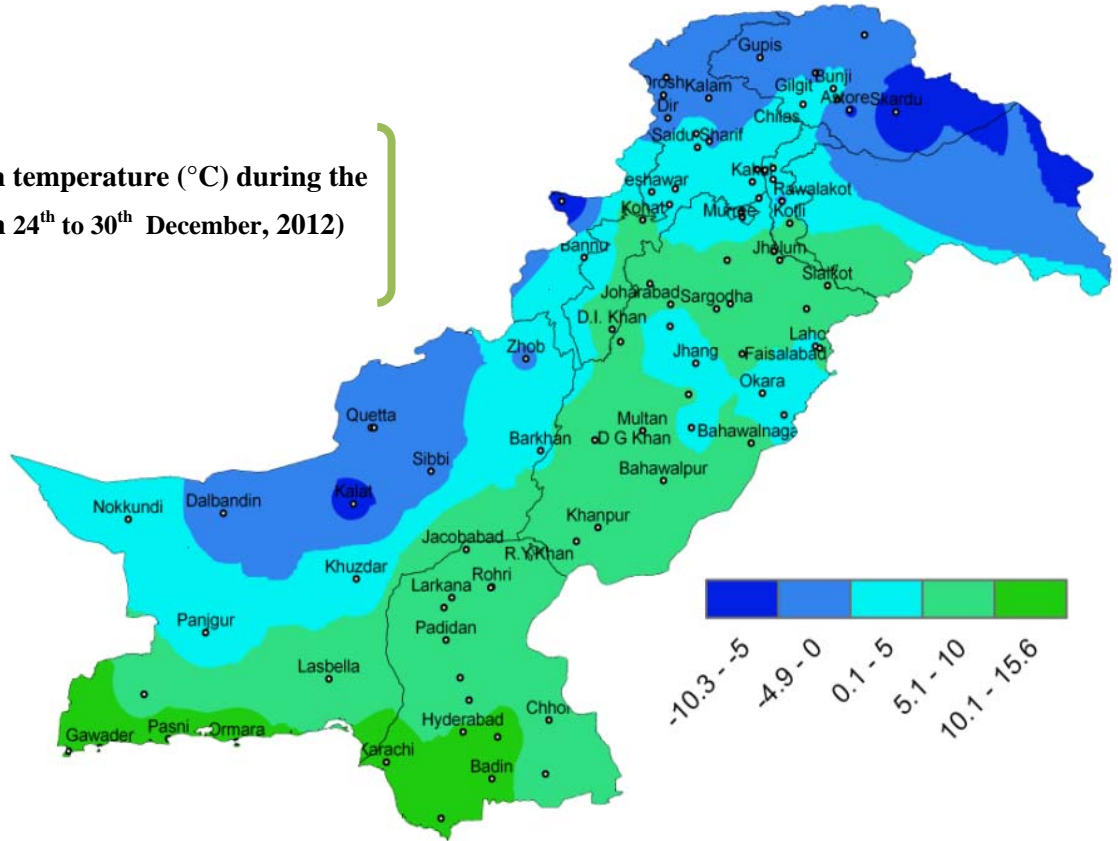 n temperature (°C) during the
n 24th to 30th December, 2012)
Gupis
Bunji
Gilgit
Drosh
Kalam
Astore
Skardu
Dir
Chilas
Saidu Sharif
eshawar
Rawalakot
Kohat
Murree
Kotli
Bannu
Jhalum
Sialkot
Joharabad
Sargodha
D.I. Khan
Laho
Zhob
Jhang
Faisalabad
Okara
Quetta
Multan
Bahawalnaga
Barkhan
D G Khan
Sibbi
Bahawalpur
Nokkundi
Dalbandin
Kalat
Khanpur
Jacobabad
R.Y.Khan
Khuzdar
Rohri
Larkana
Panjgur
Padidan
Lasbella
Chhor
Hyderabad
Gawader
Pasni
Ormara
Karachi
Badin
-10.3 - -5
-4.9 - 0
0.1 - 5
5.1 - 10
10.1 - 15.6